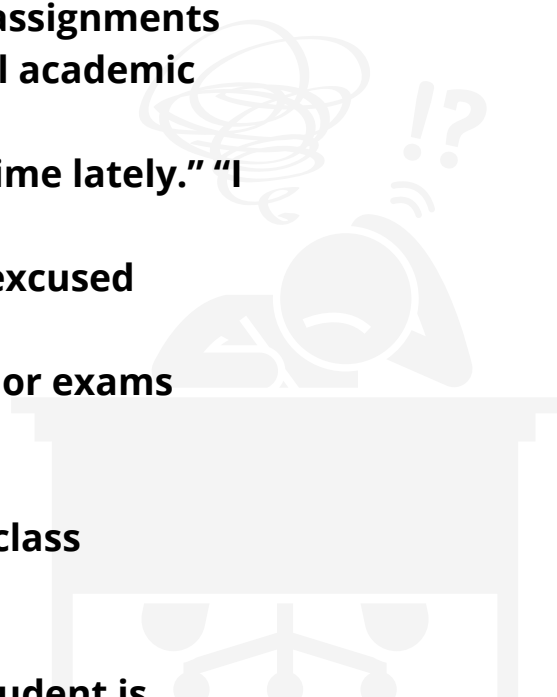 assignments
l academic
ime lately.” “I
excused
or exams
class
udent is